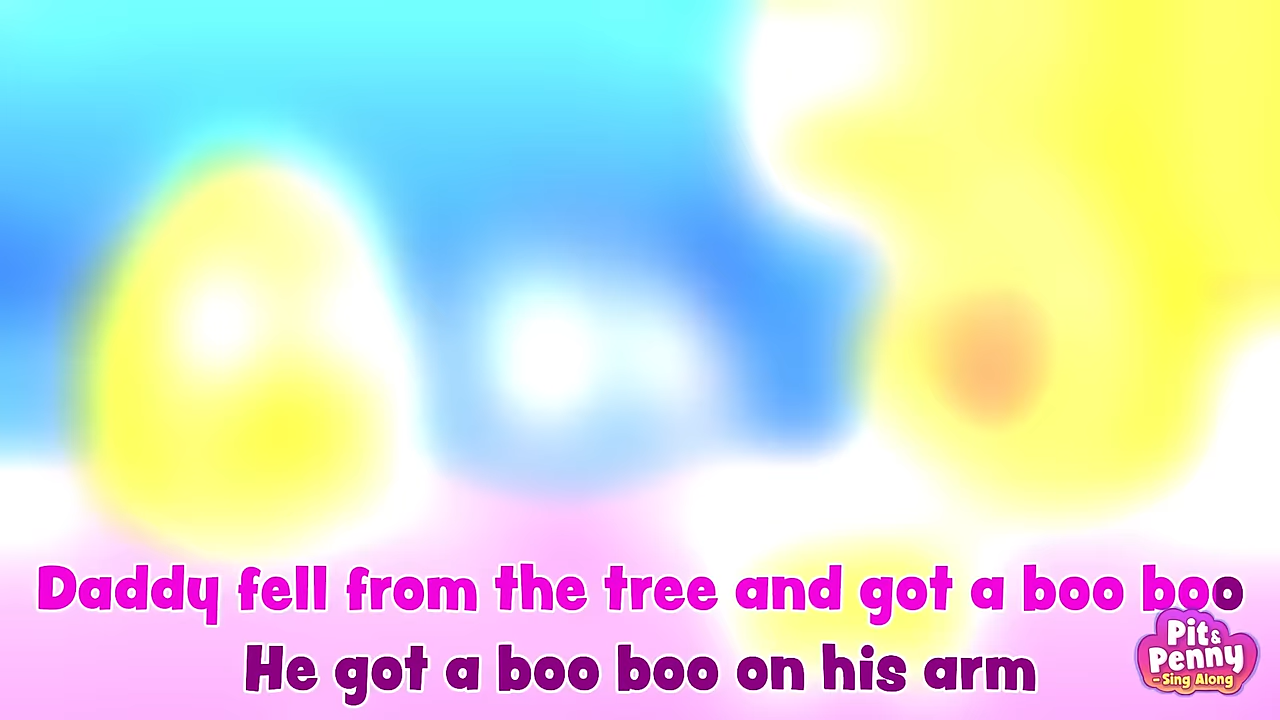 Daddy fell from the tree and got a boo boo
He got a boo boo on his arm
Pit &
Penny
- Sing Along